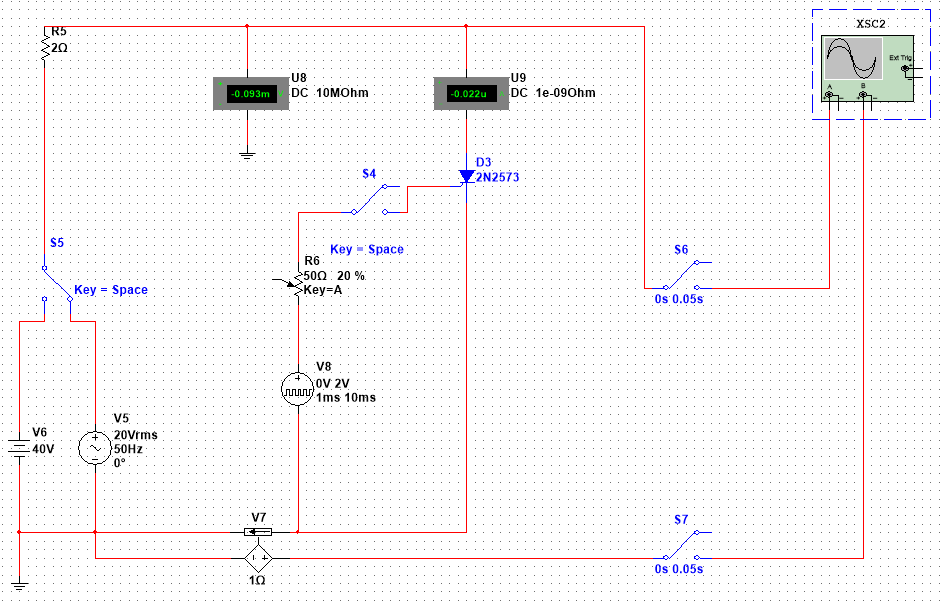 XSC2
Ext Trig
A B
R5
2Ω
U8
-0.093m
DC 10MOhm
U9
-0.022u
DC 1e-09Ohm
D3
2N2573
S4
Key = Space
S5
Key = Space
S6
0s 0.05s
R6
50Ω 20 %
Key=A
V8
0V 2V
1ms 10ms
V6
40V
V5
20Vrms
50Hz
0°
V7
1Ω
S7
0s 0.05s